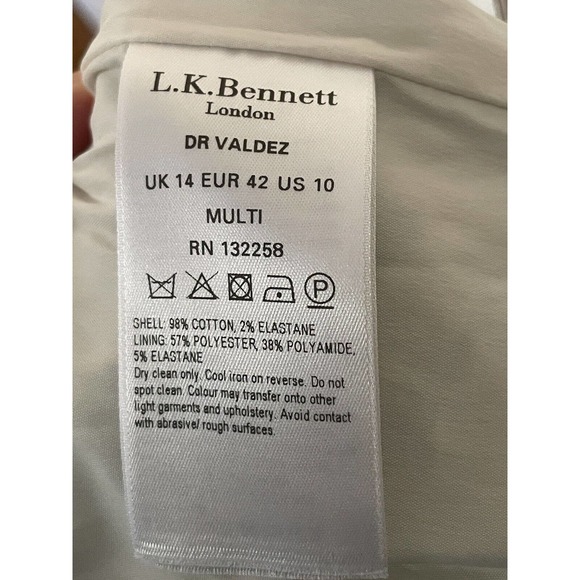 L.K.Bennett
London
DR VALDEZ
UK 14 EUR 42 US 10
MULTI
RN 132258
P
SHELL: 98% COTTON, 2% ELASTANE
LINING: 57% POLYESTER, 38% POLYAMIDE,
5% ELASTANE
Dry clean only. Cool iron on reverse. Do not
spot clean. Colour may transfer onto other
light garments and upholstery. Avoid contact
with abrasive/ rough surfaces.